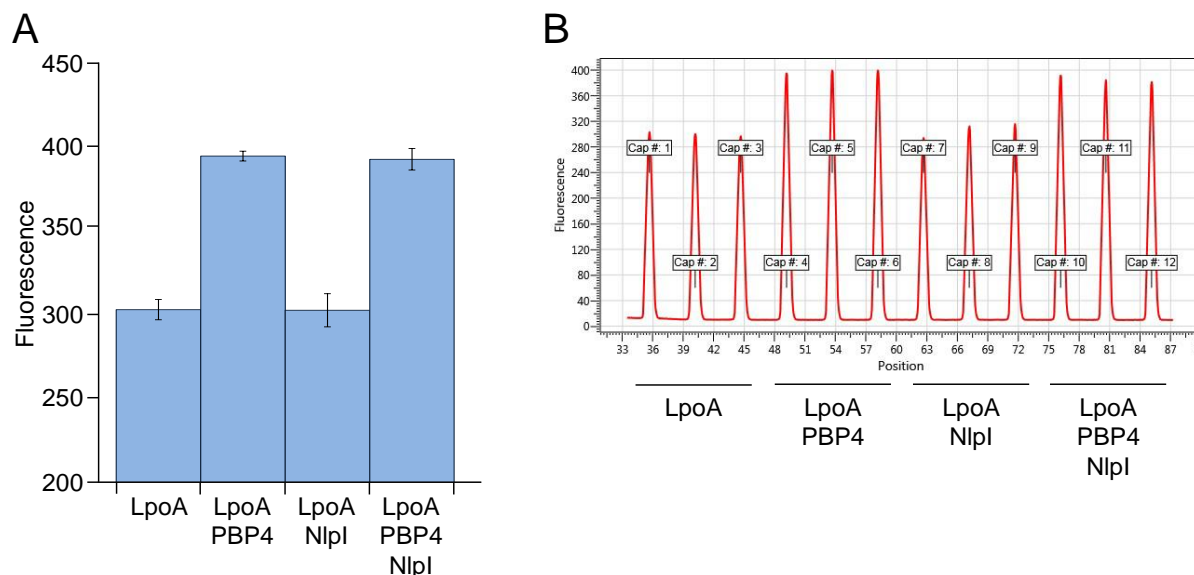 A
450
400
350
300
250
200
Fluorescence
LpoA
LpoA
PBP4
LpoA
NlpI
LpoA
PBP4
NlpI
B
400
360
320
280
240
200
160
120
80
40
0
Fluorescence
Cap #: 1
Cap #: 2
Cap #: 3
Cap #: 4
Cap #: 5
Cap #: 6
Cap #: 7
Cap #: 8
Cap #: 9
Cap #: 10
Cap #: 11
Cap #: 12
33 36 39 42 45 48 51 54 57 60 63 66 69 72 75 78 81 84 87
Position
LpoA
LpoA
PBP4
LpoA
NlpI
LpoA
PBP4
NlpI